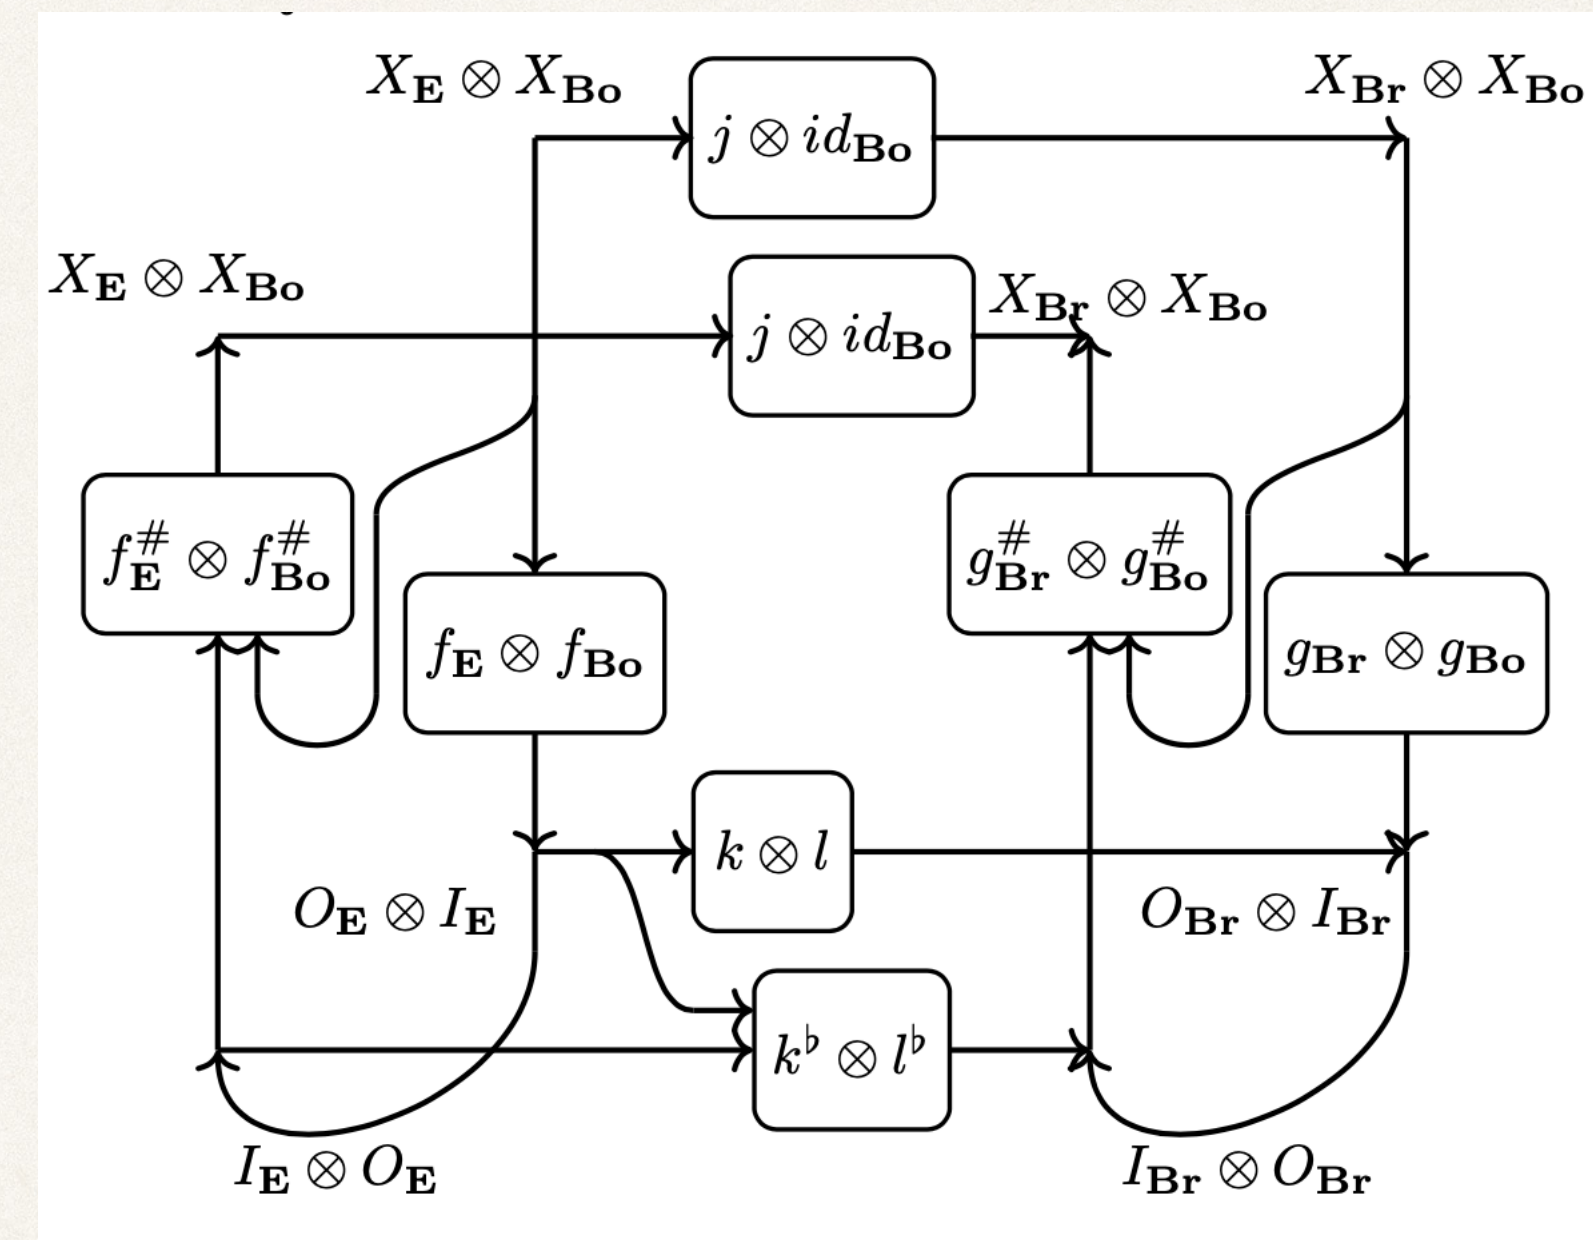 X_E ⊗ X_Bo
j ⊗ id_Bo
X_Br ⊗ X_Bo
X_E ⊗ X_Bo
j ⊗ id_Bo
X_Br ⊗ X_Bo
f_E^# ⊗ f_Bo^#
f_E ⊗ f_Bo
g_Br^# ⊗ g_Bo^#
g_Br ⊗ g_Bo
k ⊗ l
O_E ⊗ I_E
O_Br ⊗ I_Br
k^♭ ⊗ l^♭
I_E ⊗ O_E
I_Br ⊗ O_Br